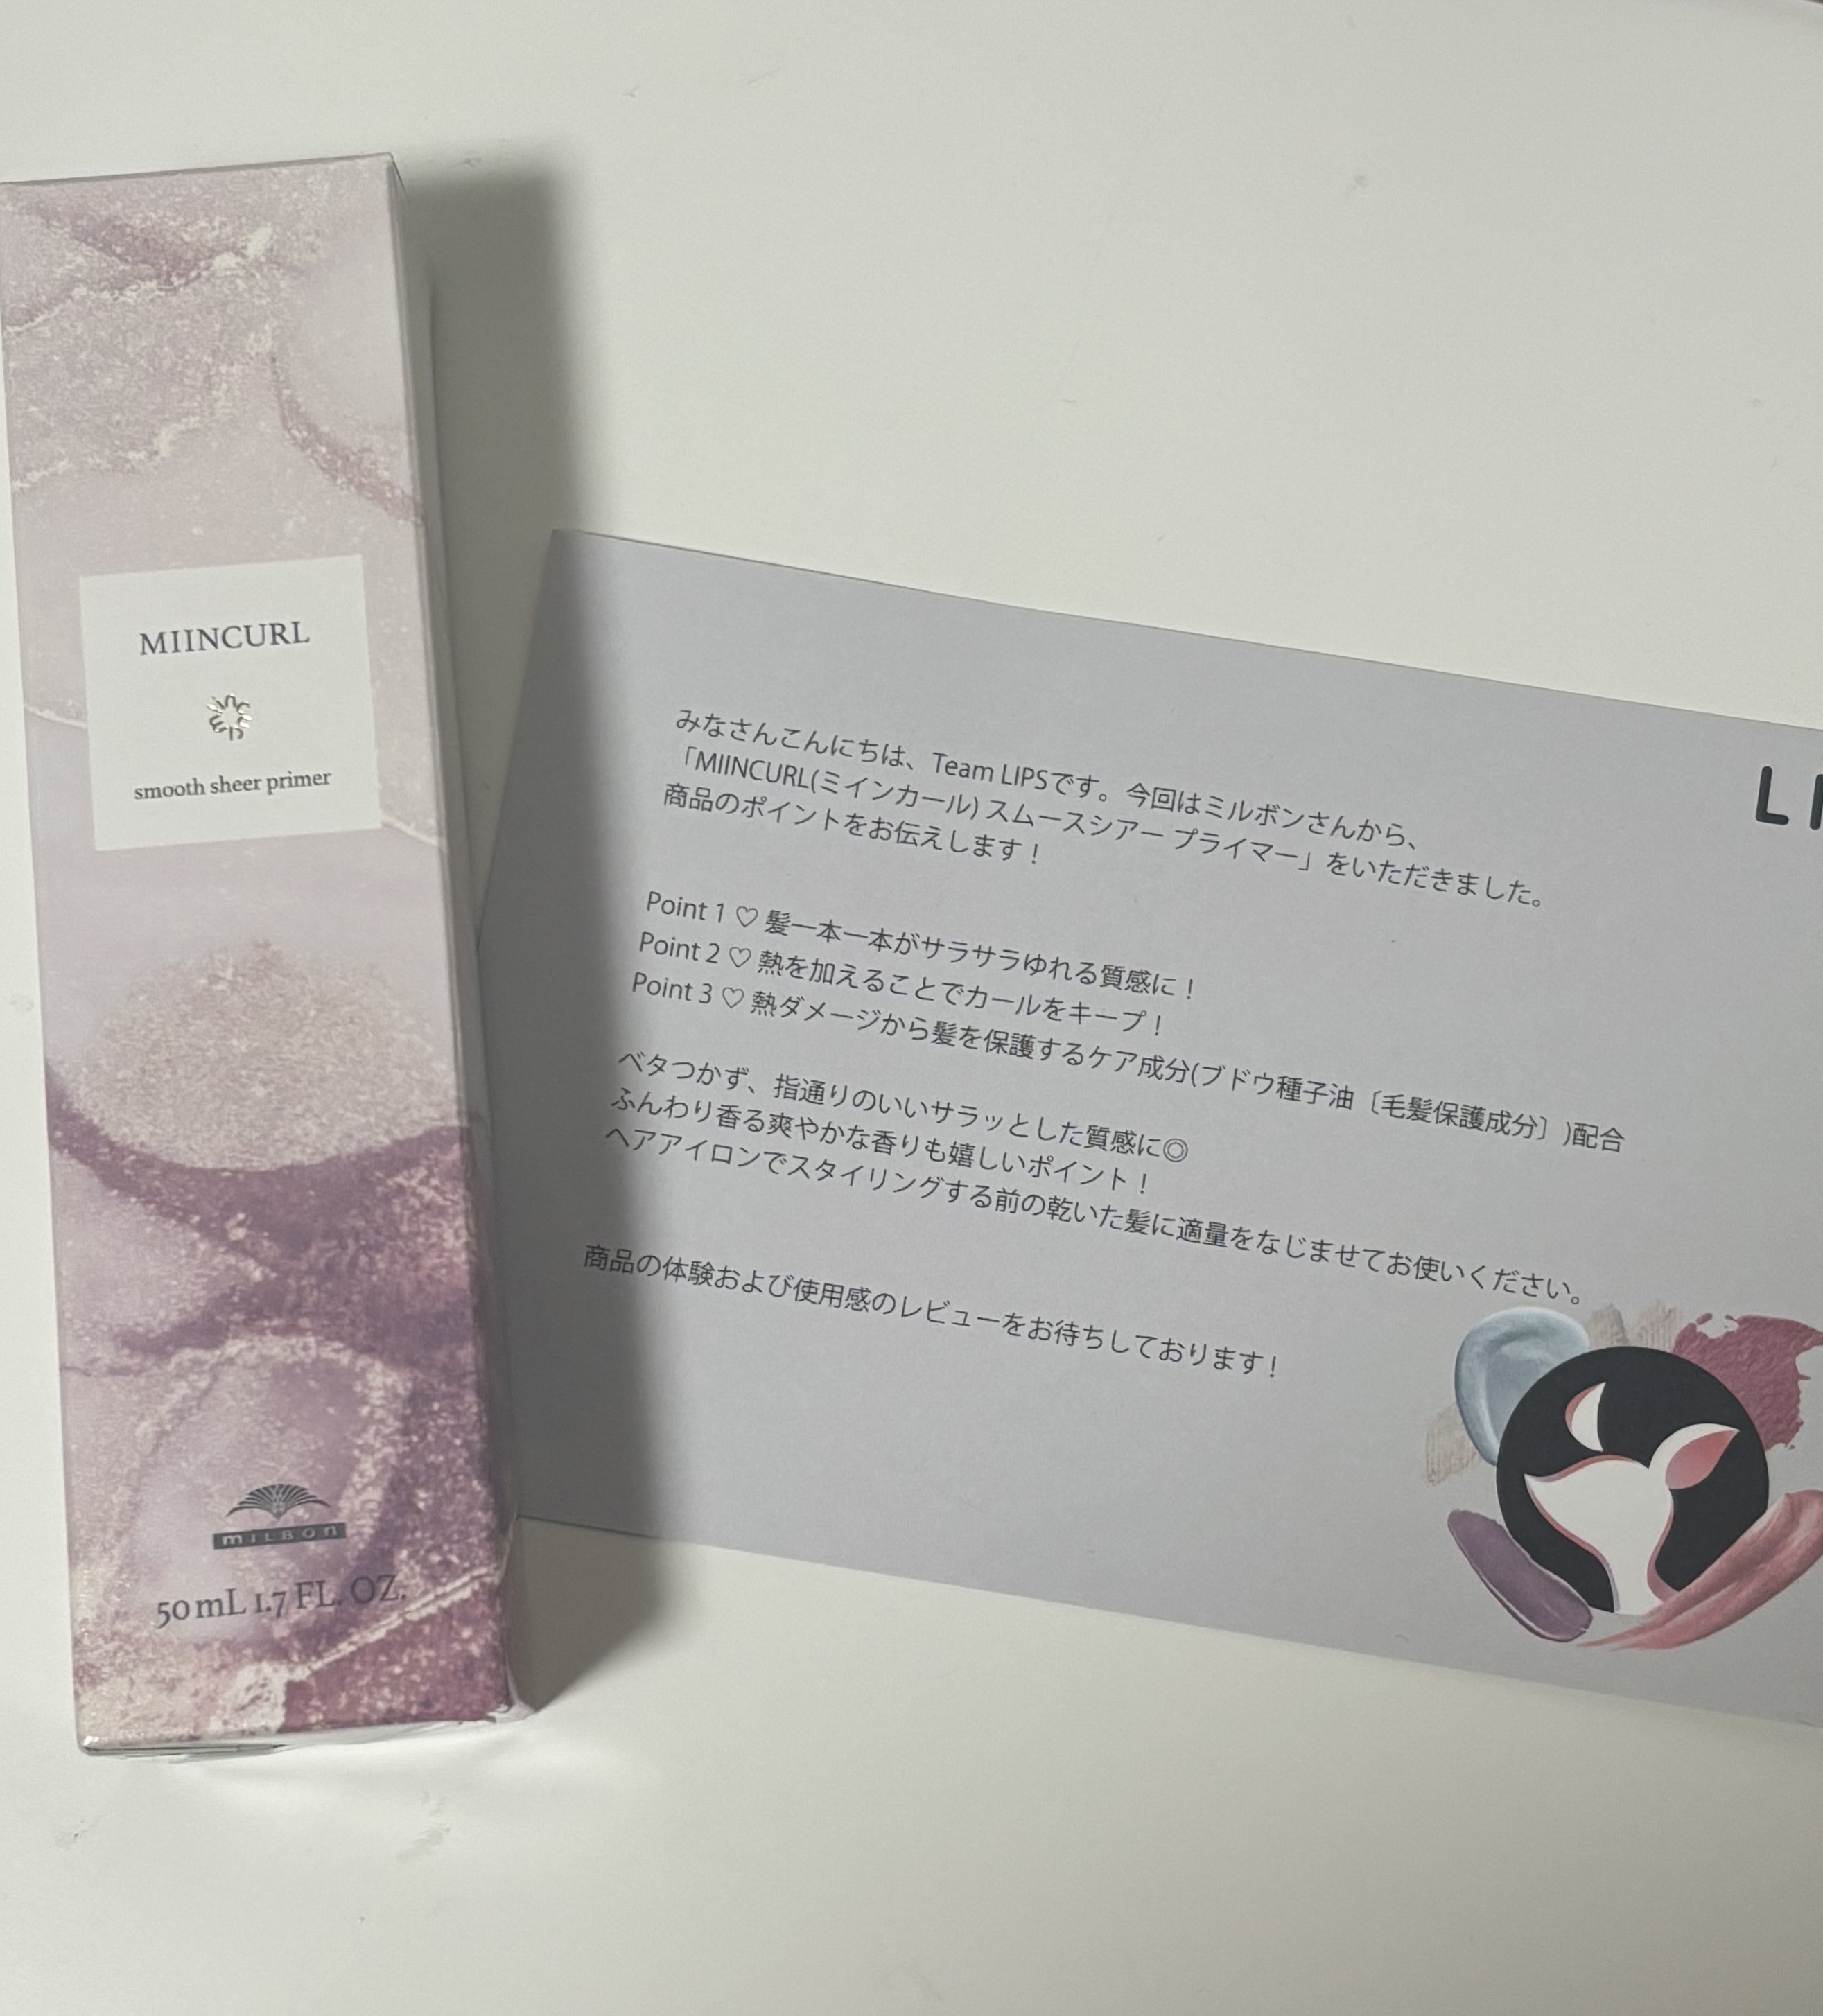 MIINCURL
smooth sheer primer
MILBON
50 mL 1.7 FL. OZ.
LI
みなさんこんにちは、Team LIPSです。今回はミルボンさんから、
「MIINCURL(ミインカール) スムースシアー プライマー」をいただきました。
商品のポイントをお伝えします！
Point 1 ♡ 髪一本一本がサラサラゆれる質感に！
Point 2 ♡ 熱を加えることでカールをキープ！
Point 3 ♡ 熱ダメージから髪を保護するケア成分(ブドウ種子油〔毛髪保護成分〕)配合
ベタつかず、指通りのいいサラッとした質感に◎
ふんわり香る爽やかな香りも嬉しいポイント！
ヘアアイロンでスタイリングする前の乾いた髪に適量をなじませてお使いください。
商品の体験および使用感のレビューをお待ちしております！